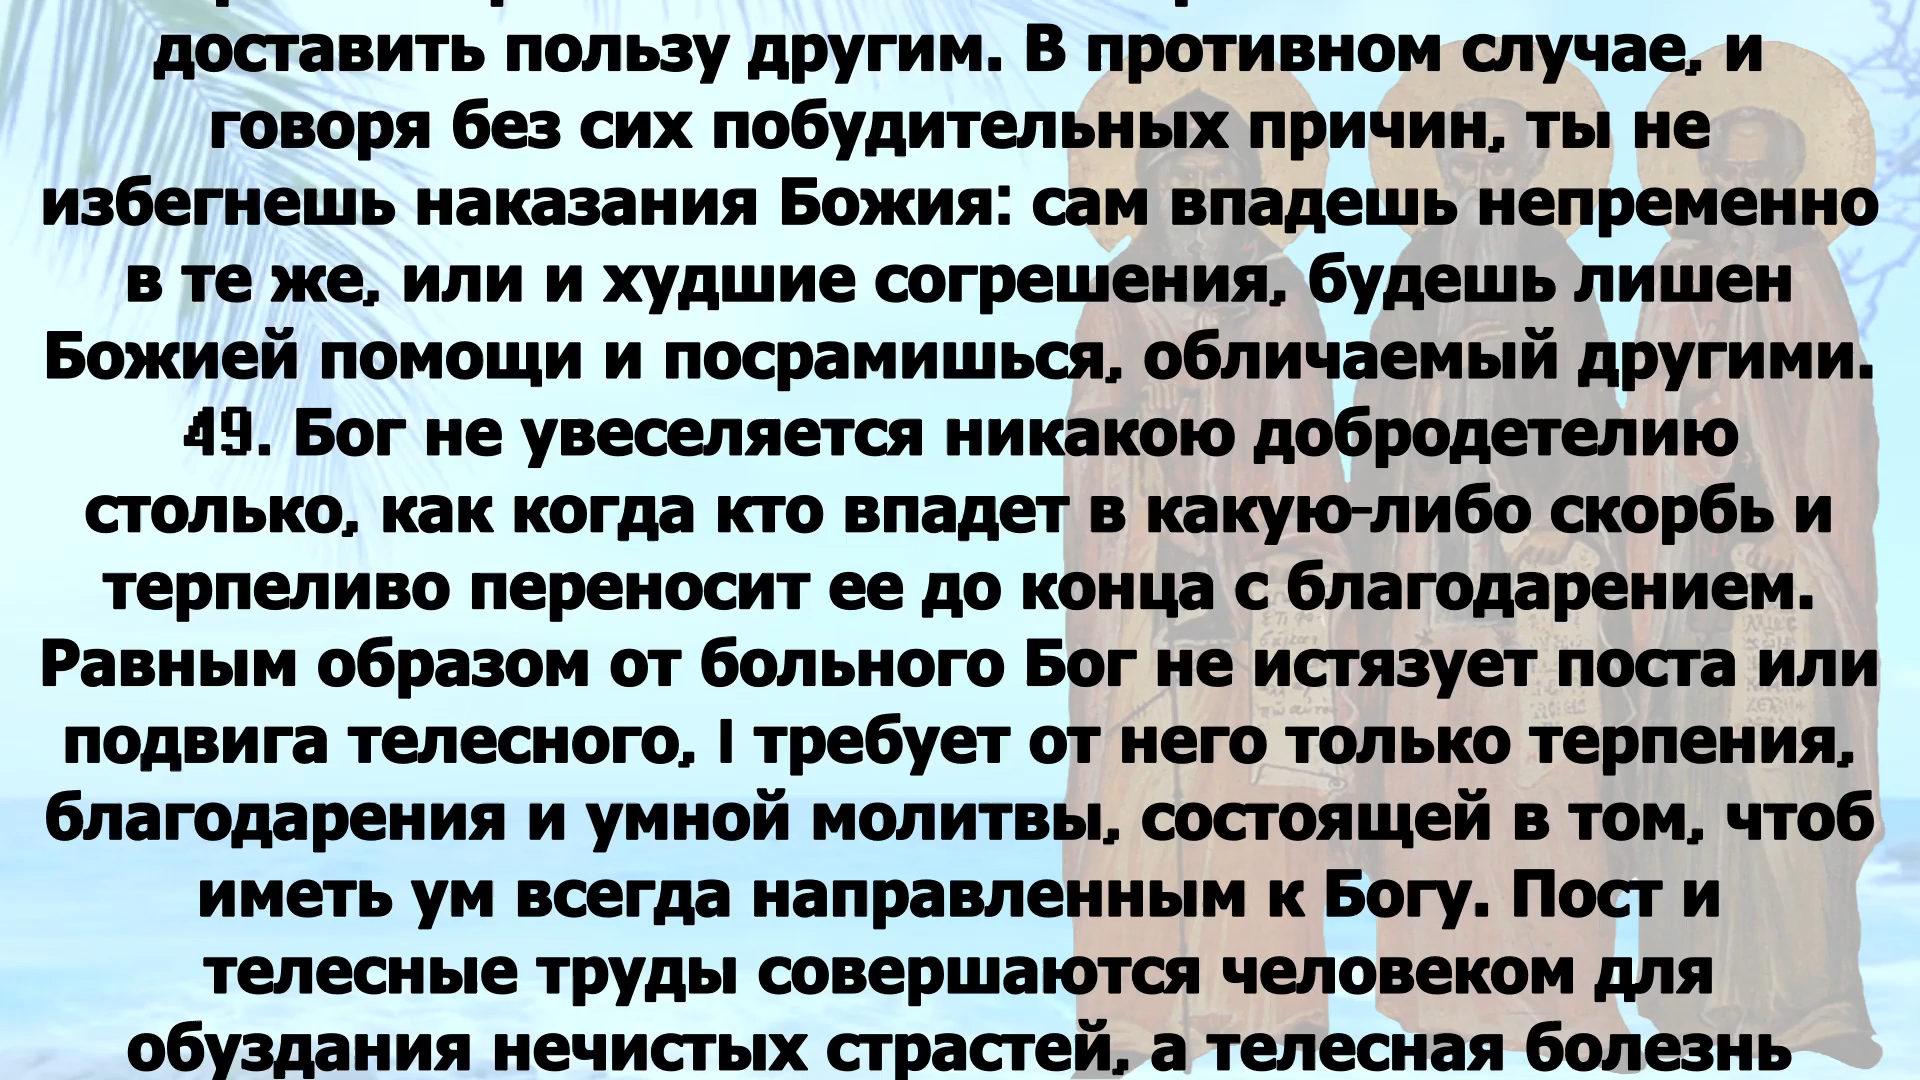 доставить пользу другим. В противном случае, и
говоря без сих побудительных причин, ты не
избегнешь наказания Божия: сам впадешь непременно
в те же, или и худшие согрешения, будешь лишен
Божией помощи и посрамишься, обличаемый другими.
49. Бог не увеселяется никакою добродетелию
столько, как когда кто впадет в какую-либо скорбь и
терпеливо переносит ее до конца с благодарением.
Равным образом от больного Бог не истязует поста или
подвига телесного, I требует от него только терпения,
благодарения и умной молитвы, состоящей в том, чтоб
иметь ум всегда направленным к Богу. Пост и
телесные труды совершаются человеком для
обуздания нечистых страстей, а телесная болезнь